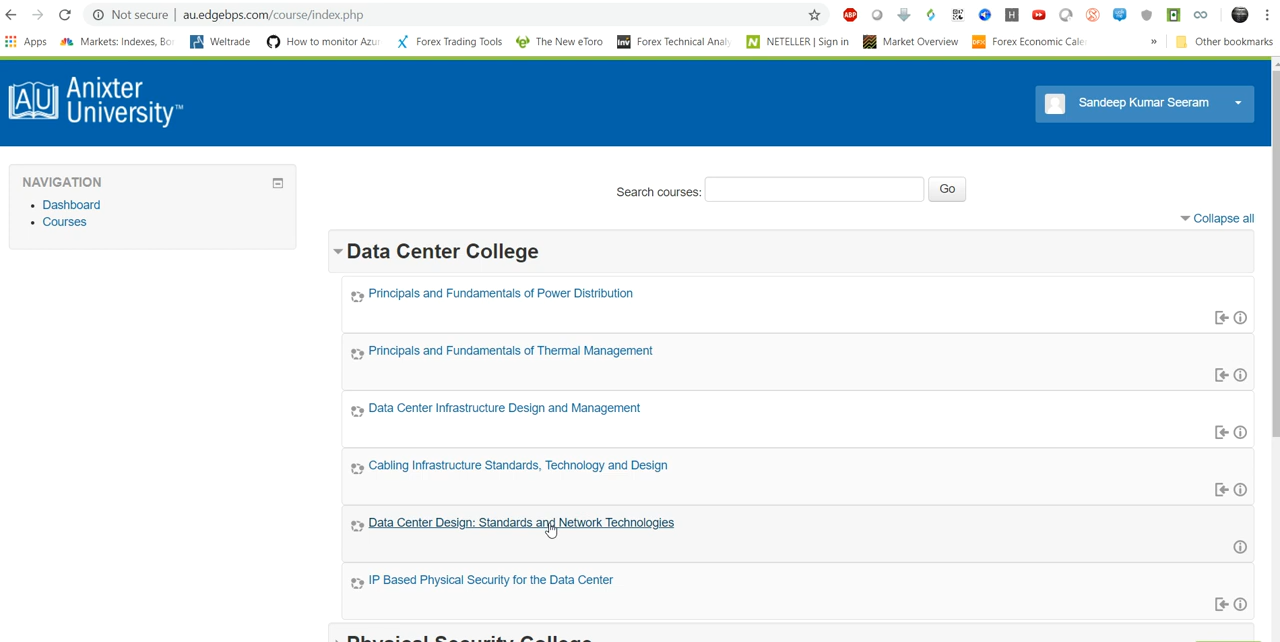 Not secure | au.edgebps.com/course/index.php
ABP
H
Apps Markets: Indexes, Bo Weltrade How to monitor Azu Forex Trading Tools The New eToro Inv Forex Technical Analy N NETELLER | Sign in Market Overview DFX Forex Economic Cale » Other bookmarks
AU Anixter University™
Sandeep Kumar Seeram
NAVIGATION
Dashboard
Courses
Search courses: Go
Collapse all
Data Center College
Principals and Fundamentals of Power Distribution
Principals and Fundamentals of Thermal Management
Data Center Infrastructure Design and Management
Cabling Infrastructure Standards, Technology and Design
Data Center Design: Standards and Network Technologies
IP Based Physical Security for the Data Center
Physical Security College